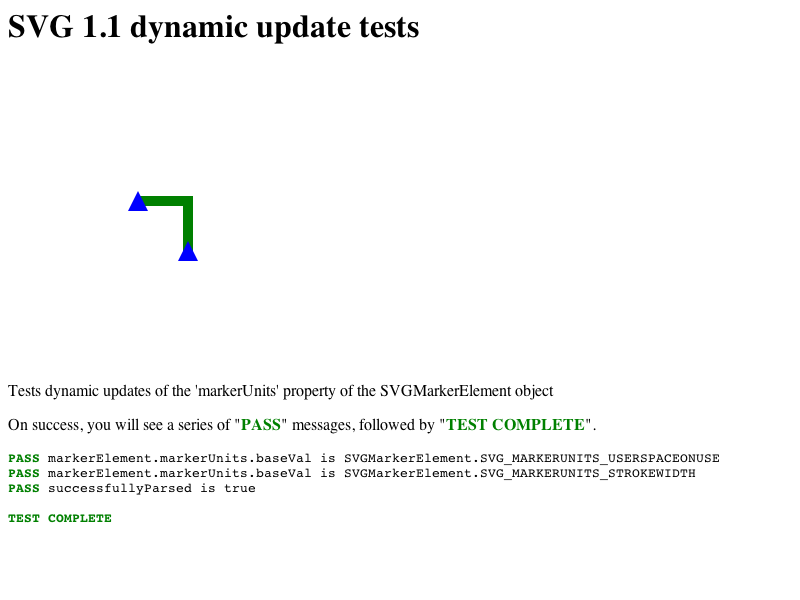 SVG 1.1 dynamic update tests
Tests dynamic updates of the 'markerUnits' property of the SVGMarkerElement object
On success, you will see a series of "PASS" messages, followed by "TEST COMPLETE".
PASS markerElement.markerUnits.baseVal is SVGMarkerElement.SVG_MARKERUNITS_USERSPACEONUSE
PASS markerElement.markerUnits.baseVal is SVGMarkerElement.SVG_MARKERUNITS_STROKEWIDTH
PASS successfullyParsed is true
TEST COMPLETE